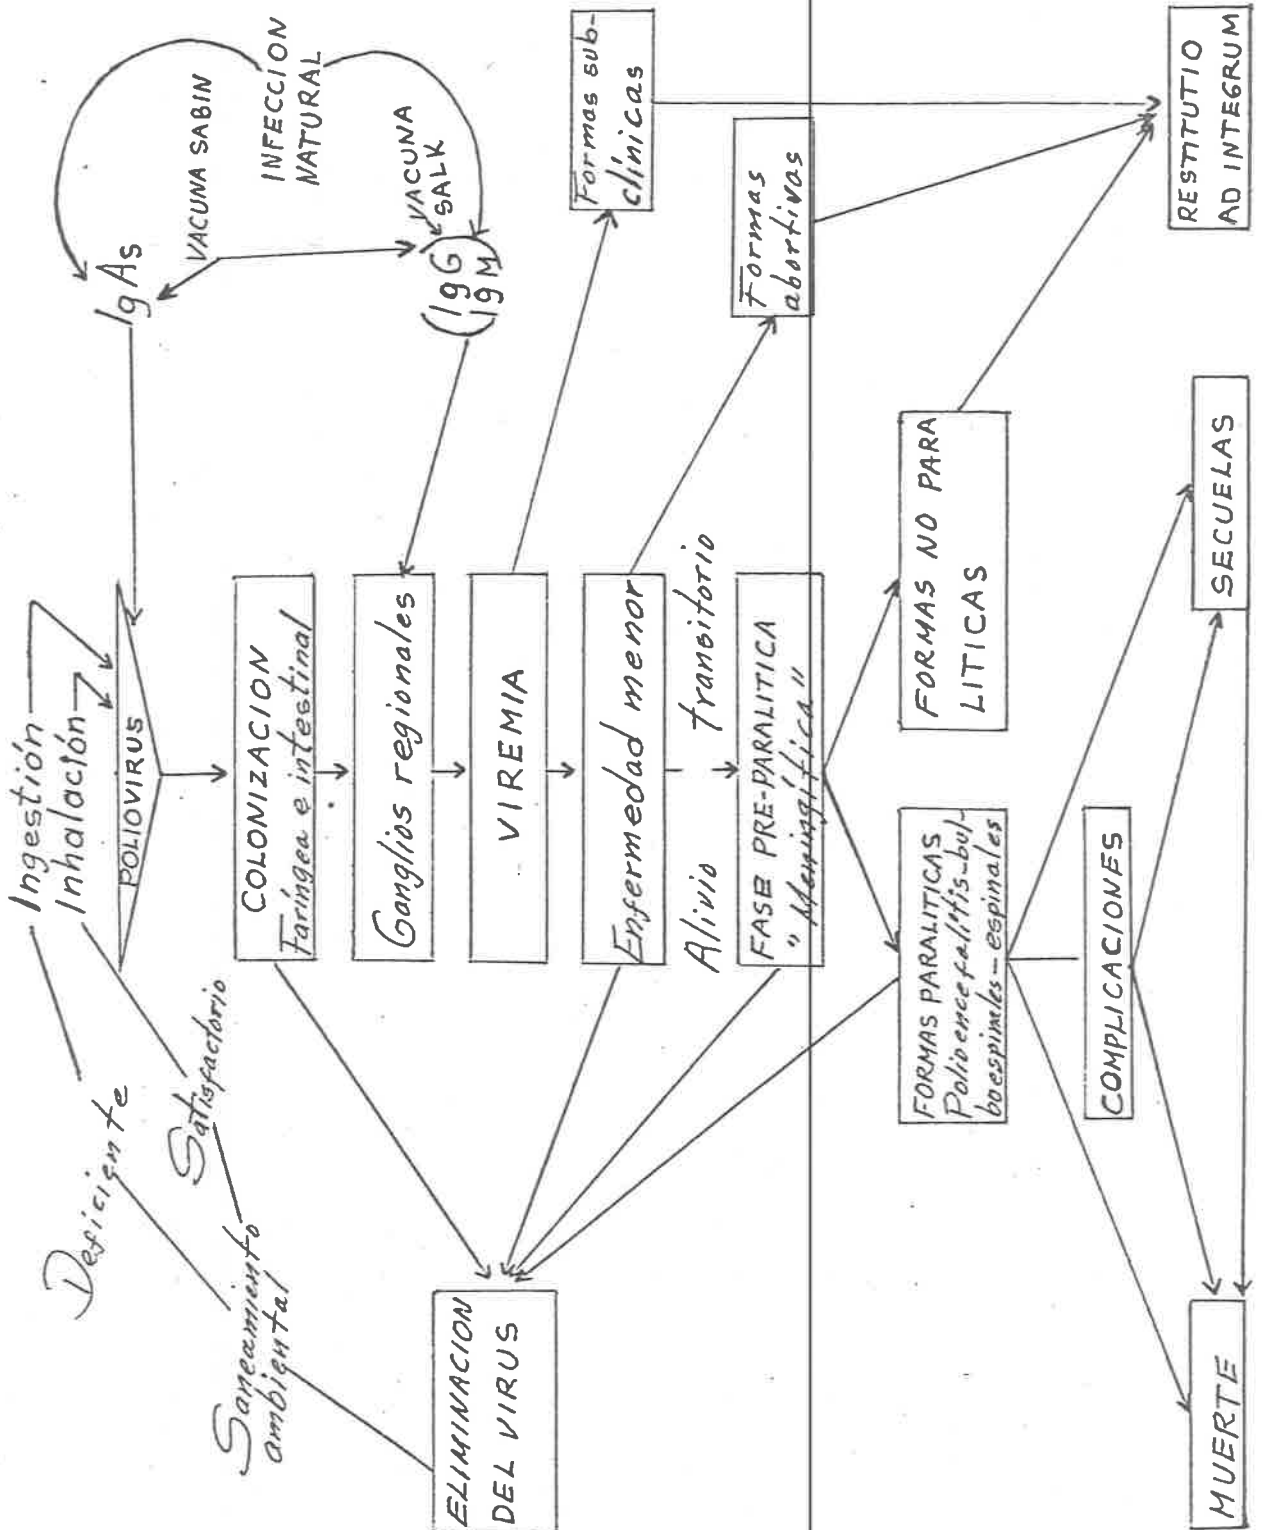 Ingestión
Inhalación
POLIOVIRUS
Deficiente
Satisfactorio
Saneamiento
ambiental
IgAs
VACUNA SABIN
INFECCION
NATURAL
VACUNA
SALK
(IgG
IgM)
COLONIZACION
Faríngea e intestinal
Ganglios regionales
VIREMIA
Enfermedad menor
Alivio transitorio
FASE PRE-PARALITICA
"Meningítica"
Formas sub-
clínicas
Formas
abortivas
ELIMINACION
DEL VIRUS
FORMAS PARALITICAS
Polioencefalitis-bul-
boespinales-espinales
FORMAS NO PARA
LITICAS
COMPLICACIONES
MUERTE
SECUELAS
RESTITUTIO
AD INTEGRUM